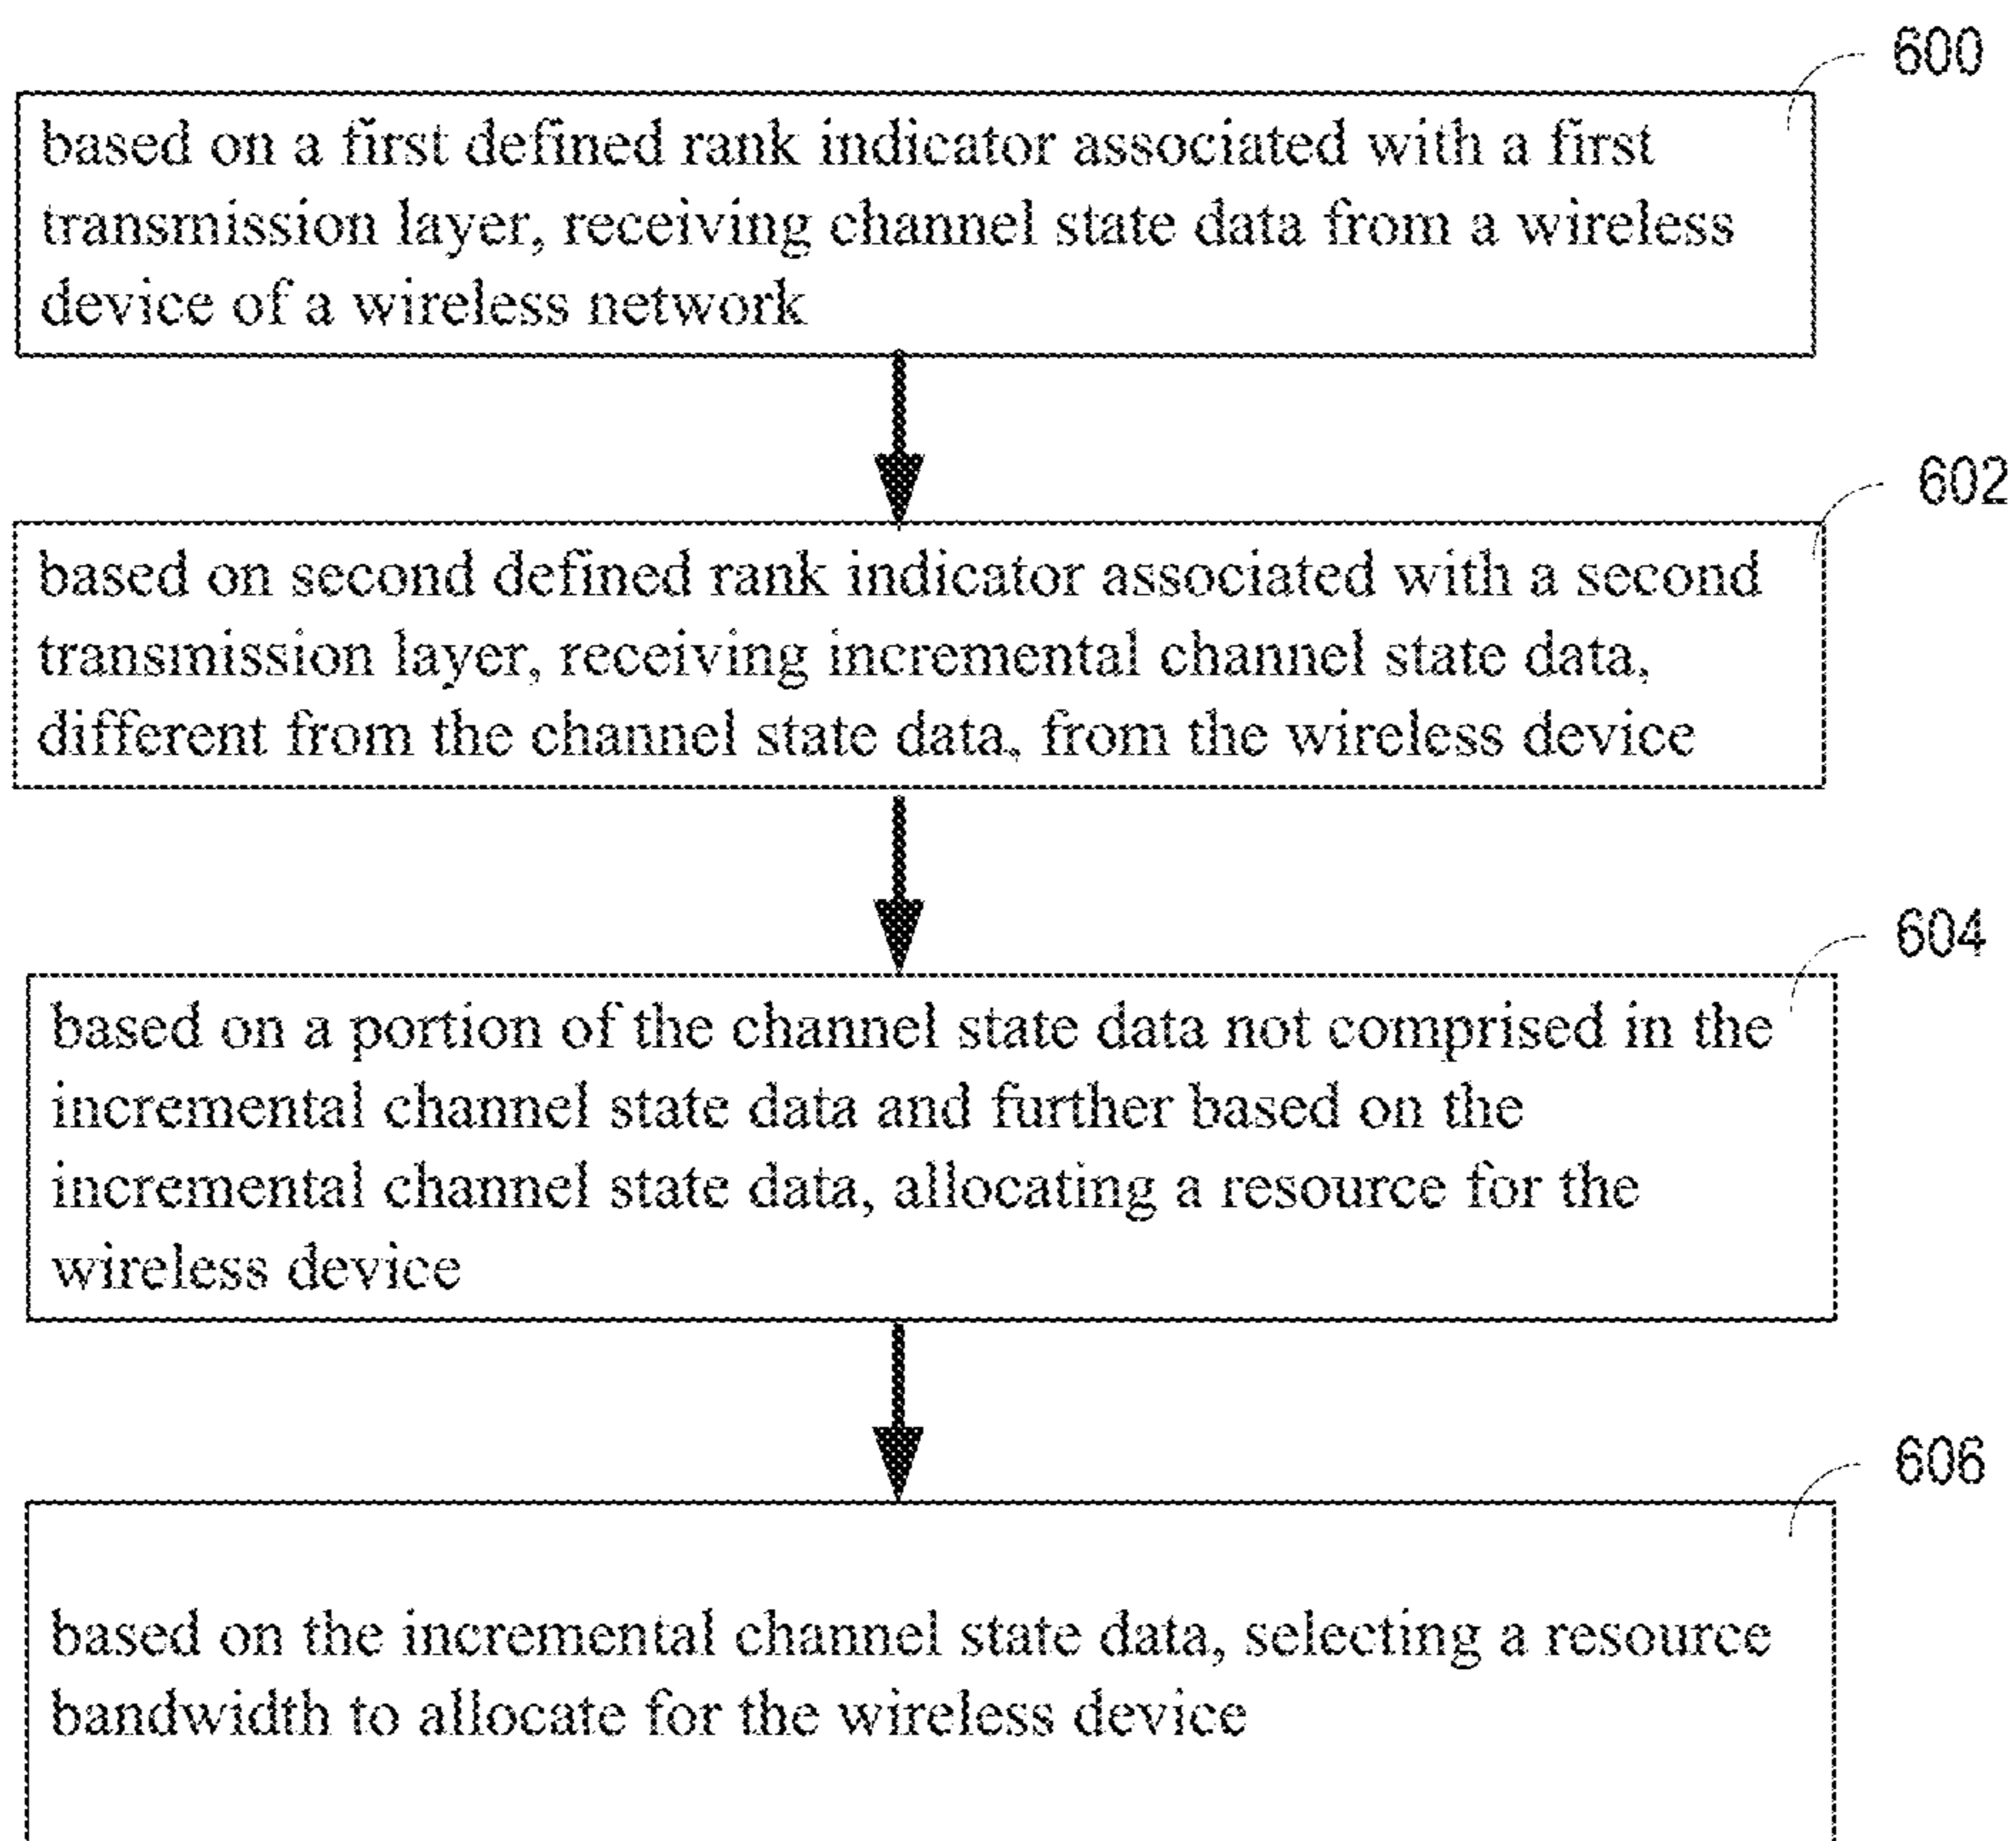 600
based on a first defined rank indicator associated with a first
transmission layer, receiving channel state data from a wireless
device of a wireless network
602
based on second defined rank indicator associated with a second
transmission layer, receiving incremental channel state data,
different from the channel state data, from the wireless device
604
based on a portion of the channel state data not comprised in the
incremental channel state data and further based on the
incremental channel state data, allocating a resource for the
wireless device
606
based on the incremental channel state data, selecting a resource
bandwidth to allocate for the wireless device